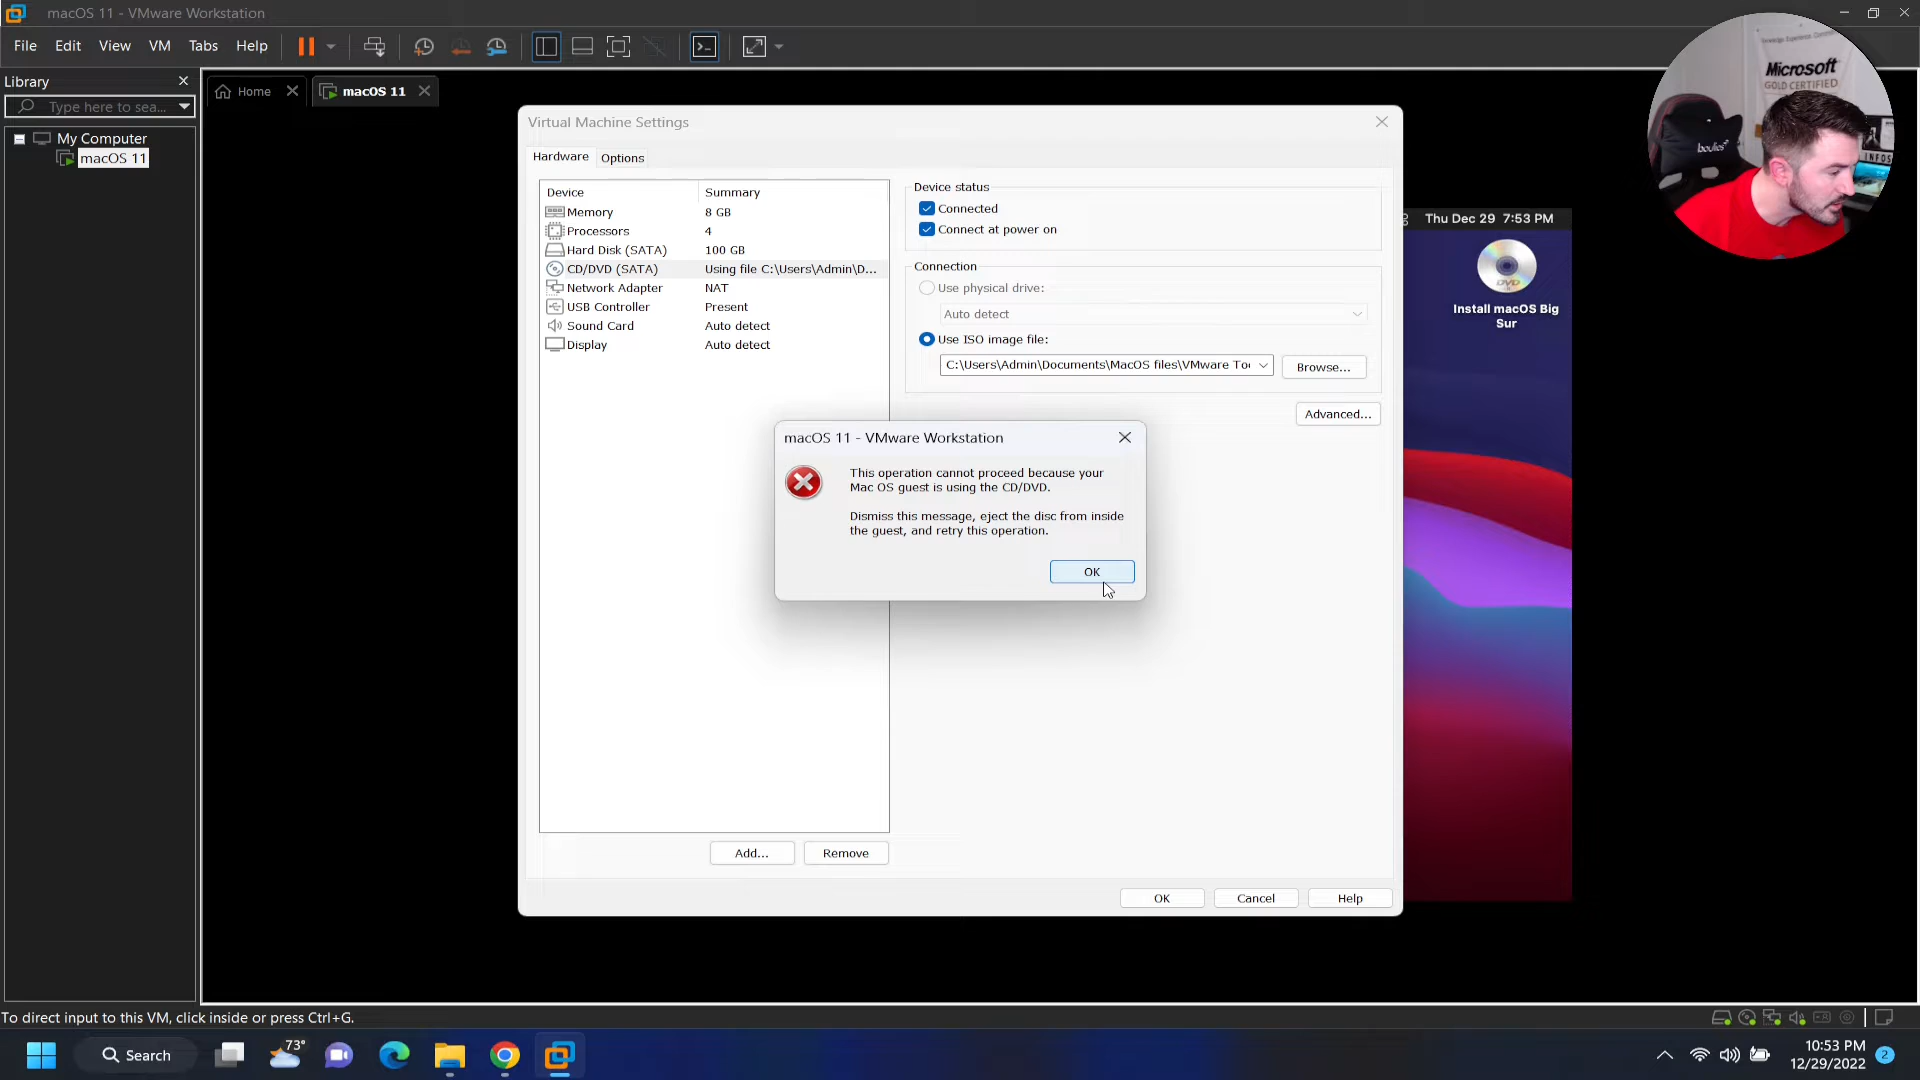 macOS 11 - VMware Workstation
File Edit View VM Tabs Help
Library
Type here to sea...
My Computer
macOS 11
Home
macOS 11
Virtual Machine Settings
Hardware Options
Device Summary
Memory 8 GB
Processors 4
Hard Disk (SATA) 100 GB
CD/DVD (SATA) Using file C:\Users\Admin\D...
Network Adapter NAT
USB Controller Present
Sound Card Auto detect
Display Auto detect
Add... Remove
Device status
Connected
Connect at power on
Connection
Use physical drive:
Auto detect
Use ISO image file:
C:\Users\Admin\Documents\MacOS files\VMware Too
Browse...
Advanced...
macOS 11 - VMware Workstation
This operation cannot proceed because your
Mac OS guest is using the CD/DVD.
Dismiss this message, eject the disc from inside
the guest, and retry this operation.
OK
OK Cancel Help
Thu Dec 29 7:53 PM
DVD
Install macOS Big
Sur
Microsoft
GOLD CERTIFIED
boulies
INFOS
To direct input to this VM, click inside or press Ctrl+G.
Search
73°
10:53 PM
12/29/2022
2